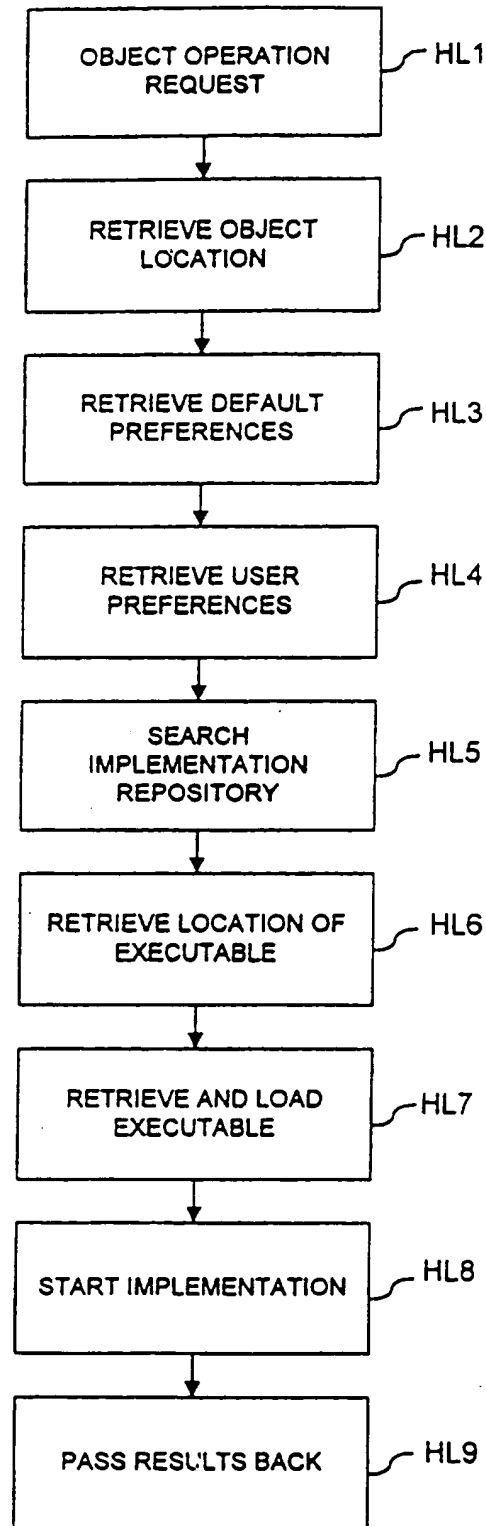 OBJECT OPERATION
REQUEST
HL1
RETRIEVE OBJECT
LOCATION
HL2
RETRIEVE DEFAULT
PREFERENCES
HL3
RETRIEVE USER
PREFERENCES
HL4
SEARCH
IMPLEMENTATION
REPOSITORY
HL5
RETRIEVE LOCATION OF
EXECUTABLE
HL6
RETRIEVE AND LOAD
EXECUTABLE
HL7
START IMPLEMENTATION
HL8
PASS RESULTS BACK
HL9